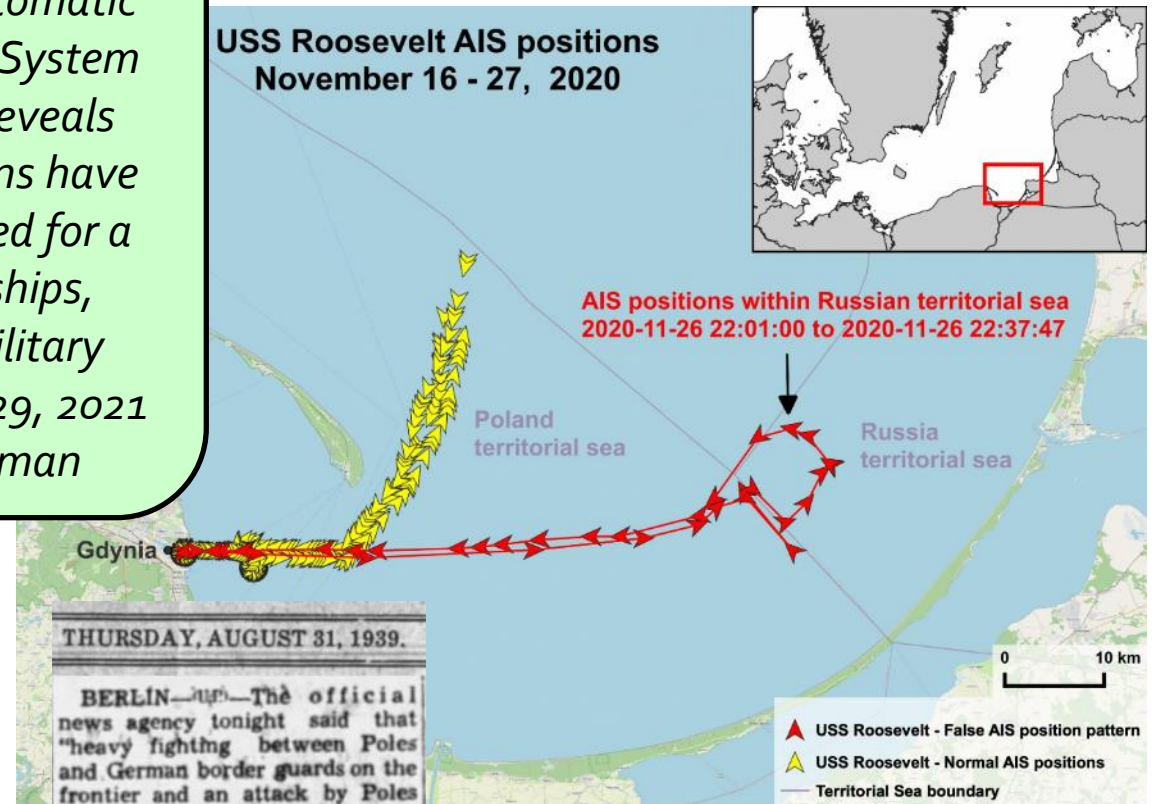 System
eveals
have
ed for a
ships,
29, 2021
USS Roosevelt AIS positions
November 16 - 27, 2020
AIS positions within Russian territorial sea
2020-11-26 22:01:00 to 2020-11-26 22:37:47
Poland
territorial sea
Russia
territorial sea
Gdynia
THURSDAY, AUGUST 31, 1939.
BERLIN—UP—The official
news agency tonight said that
"heavy fighting between Poles
and German border guards on the
frontier and an attack by Poles
0 10 km
USS Roosevelt - False AIS position pattern
USS Roosevelt - Normal AIS positions
Territorial Sea boundary